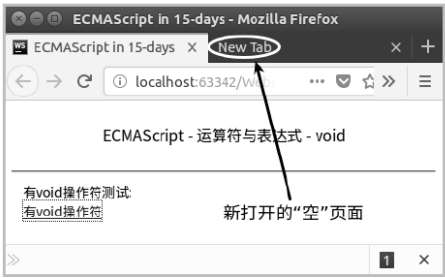 ECMAScript in 15-days - Mozilla Firefox
WS ECMAScript in 15-days × New Tab × +
localhost:63342/Web
ECMAScript - 运算符与表达式 - void
有void操作符测试:
有void操作符
新打开的“空”页面
1 ×